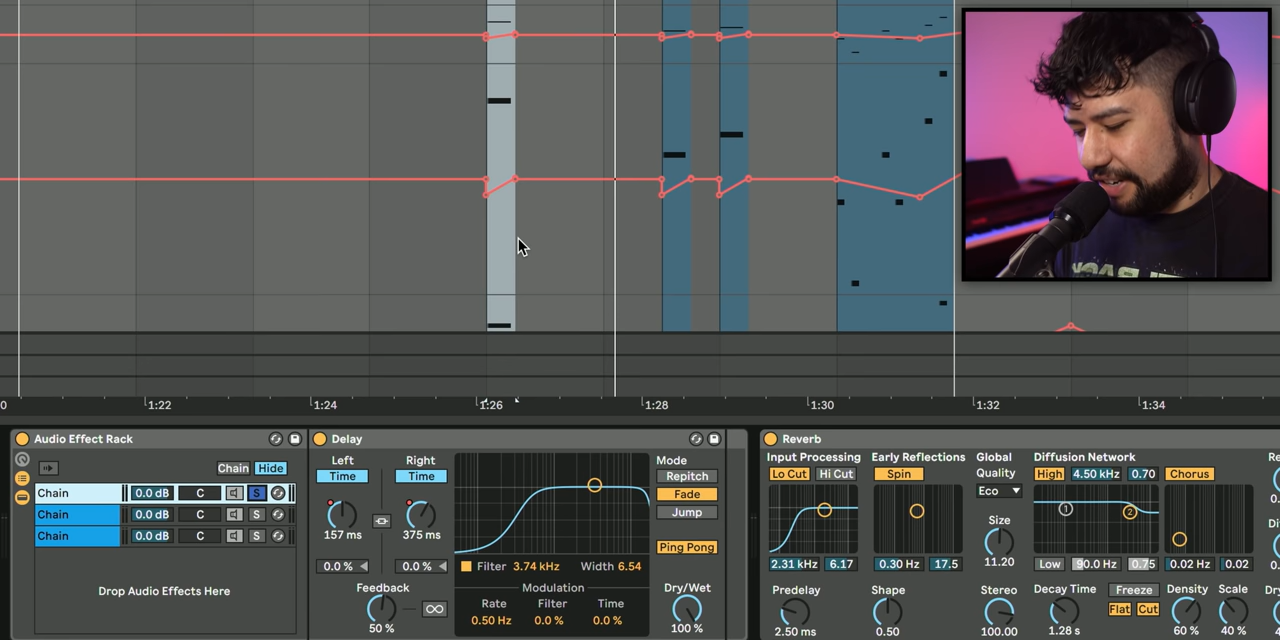 0 1:22 1:24 1:26 1:28 1:30 1:32 1:34
Audio Effect Rack
Chain Hide
Chain 0.0 dB C S
Chain 0.0 dB C S
Chain 0.0 dB C S
Drop Audio Effects Here
Delay
Left Right
Time Time
157 ms 375 ms
0.0 % 0.0 %
Feedback
50 %
Filter 3.74 kHz Width 6.54
Modulation
Rate Filter Time
0.50 Hz 0.0 % 0.0 %
Mode
Repitch
Fade
Jump
Ping Pong
Dry/Wet
100 %
Reverb
Input Processing
Lo Cut Hi Cut
2.31 kHz 6.17
Predelay
2.50 ms
Early Reflections
Spin
0.30 Hz 17.5
Shape
0.50
Global
Quality
Eco
Size
11.20
Stereo
100.00
Diffusion Network
High 4.50 kHz 0.70 Chorus
1 2
Low 90.0 Hz 0.75 0.02 Hz 0.02
Decay Time Freeze Density Scale
Flat Cut
1.28 s 60 % 40 %